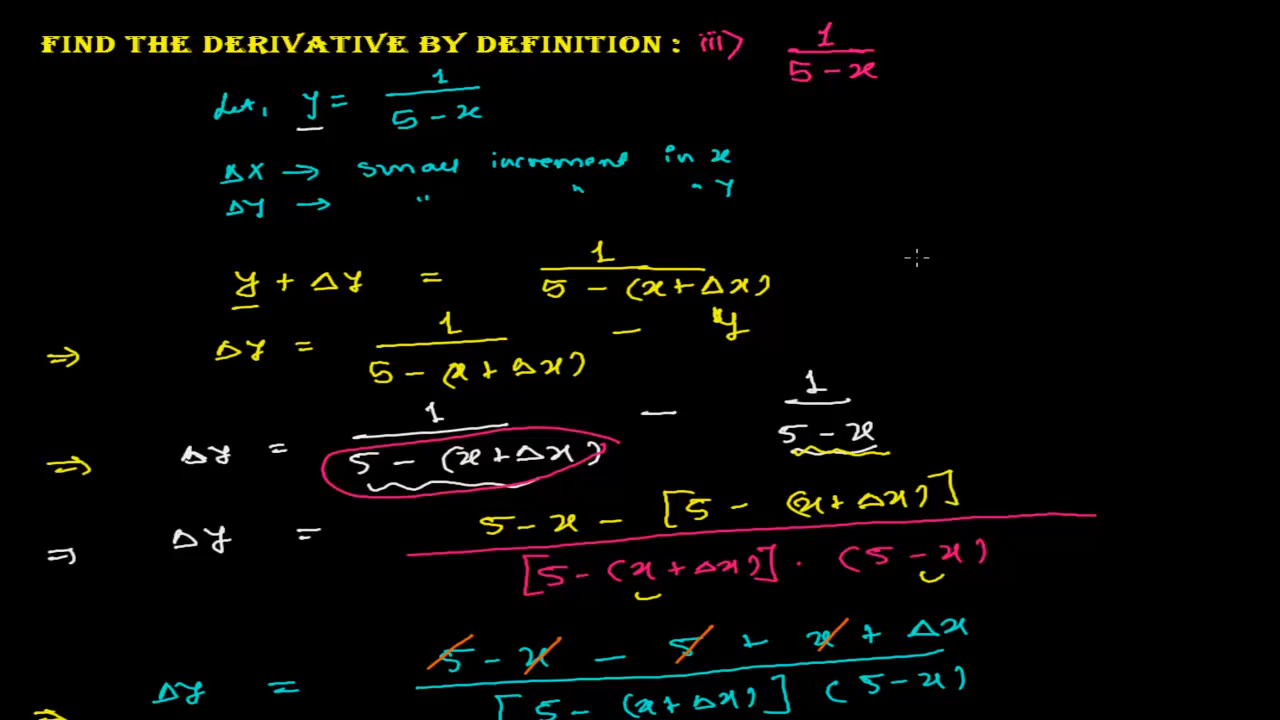 FIND THE DERIVATIVE BY DEFINITION : iii> 1/(5 - x)
Let, y = 1/(5 - x)
Δx → small increment in x
Δy → " " " y
y + Δy = 1/(5 - (x + Δx))
⇒ Δy = 1/(5 - (x + Δx)) - y
⇒ Δy = 1/(5 - (x + Δx)) - 1/(5 - x)
⇒ Δy = (5 - x - [5 - (x + Δx)])/([5 - (x + Δx)] · (5 - x))
⇒ Δy = (5 - x - 5 + x + Δx)/([5 - (x + Δx)] (5 - x))